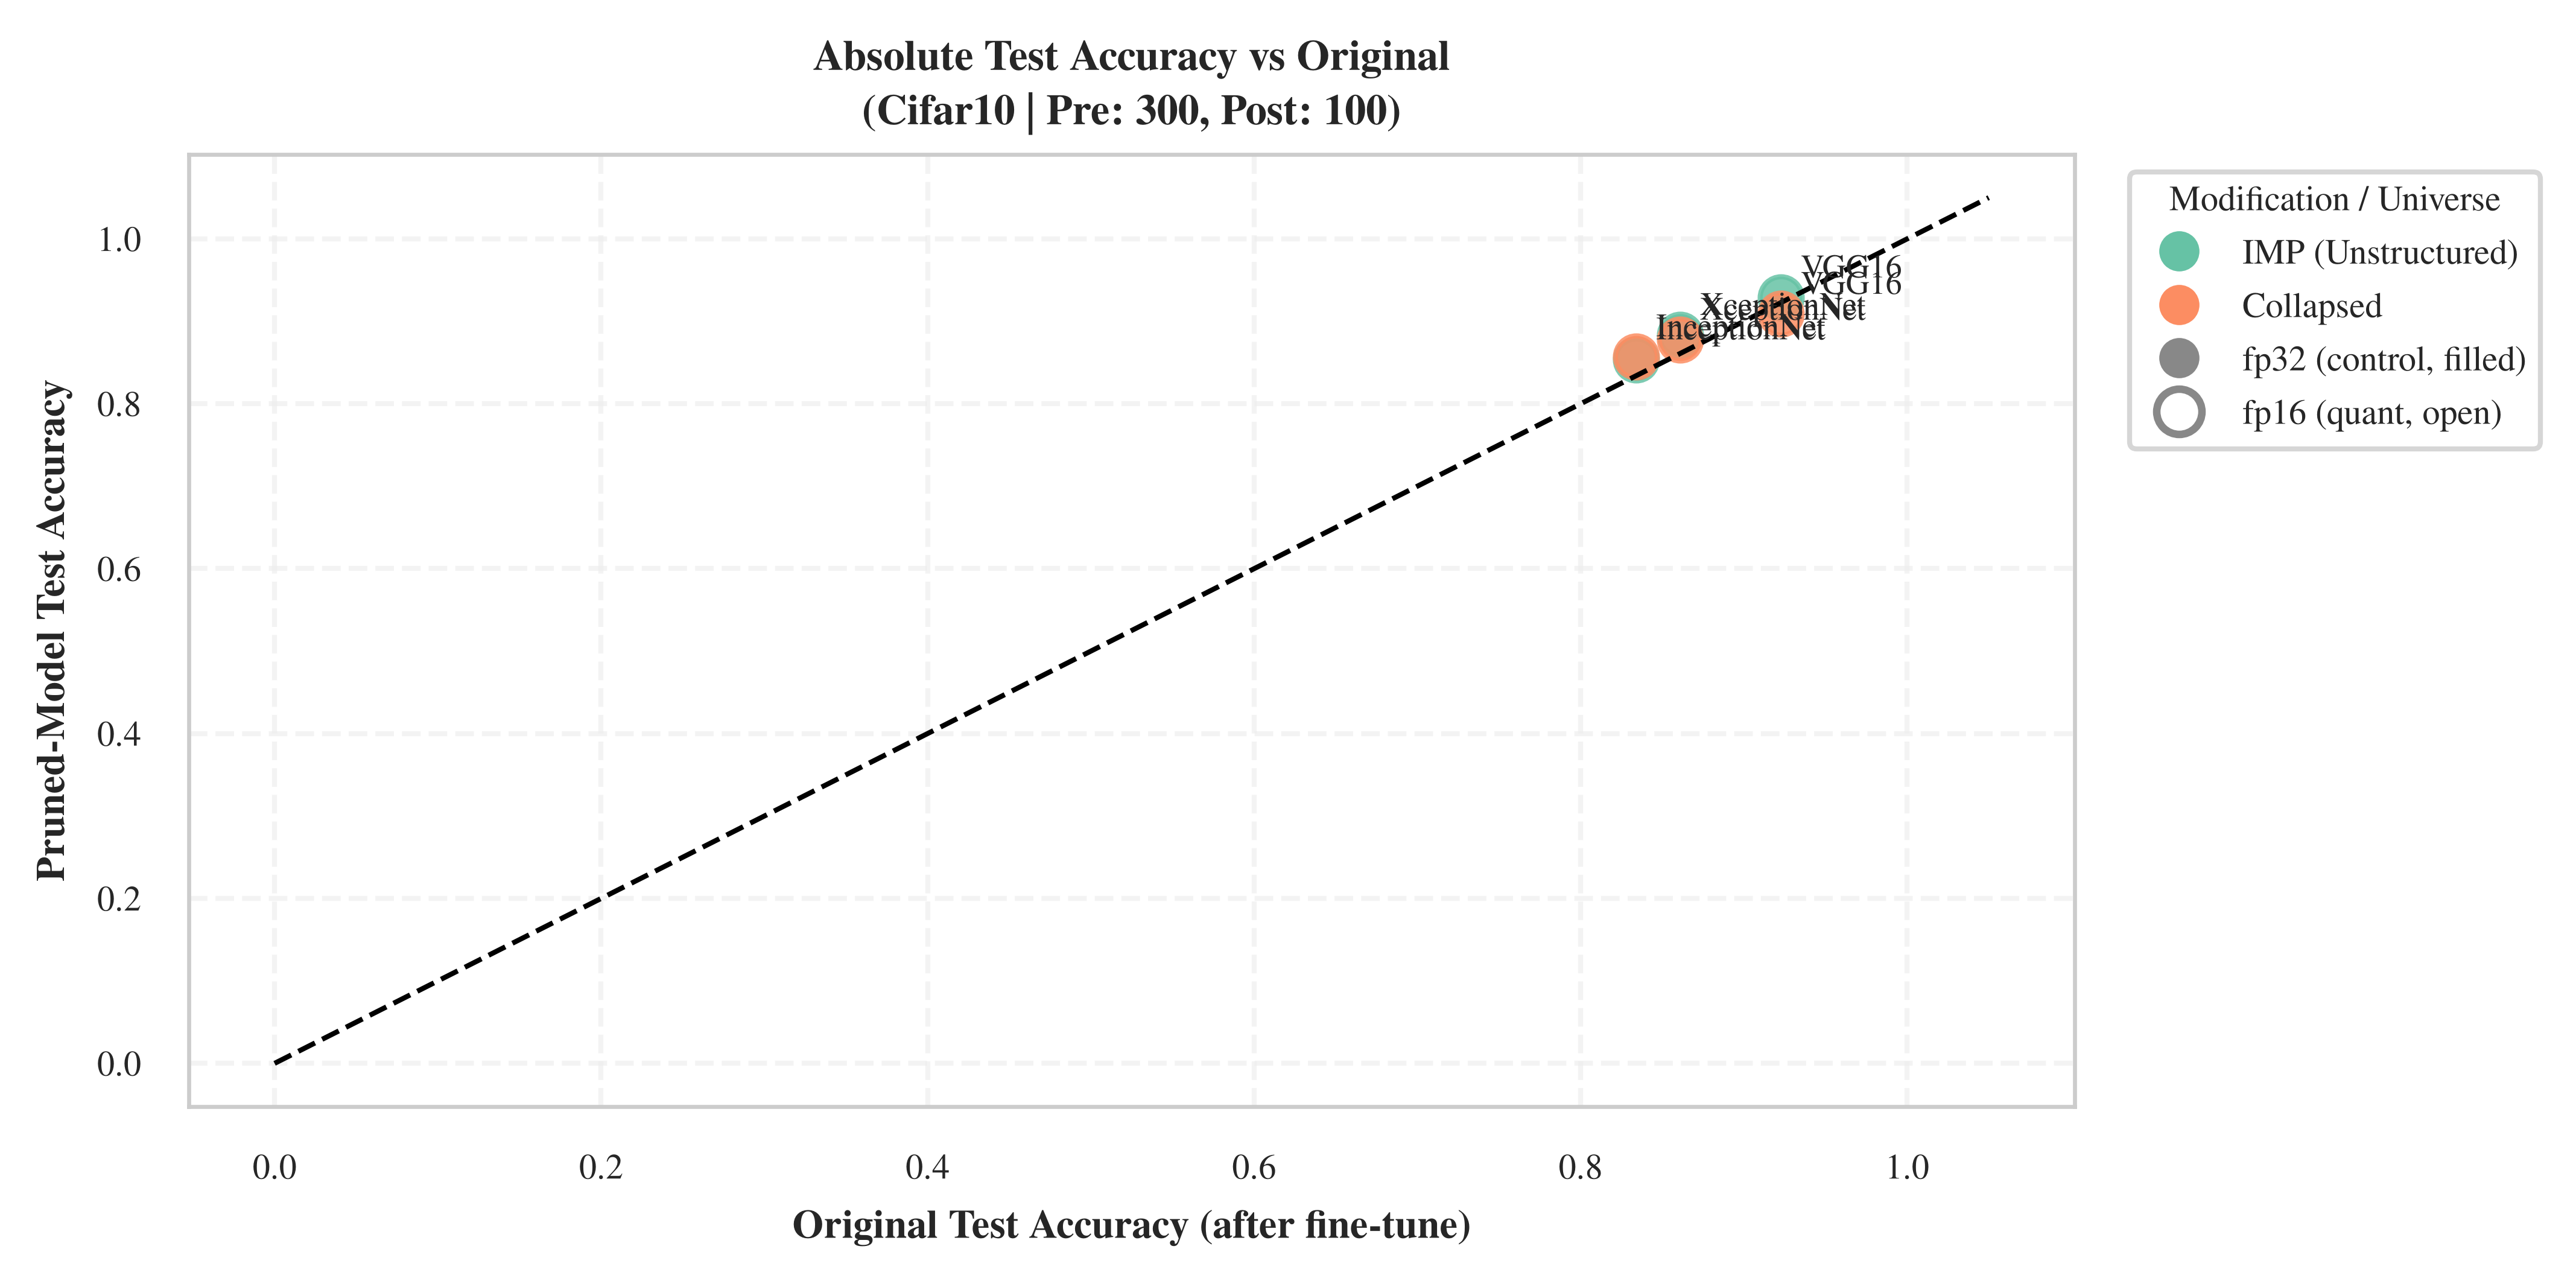 Absolute Test Accuracy vs Original
(Cifar10 | Pre: 300, Post: 100)
Pruned-Model Test Accuracy
1.0
0.8
0.6
0.4
0.2
0.0
VGG16
VGG16
XceptionNet
XceptionNet
InceptionNet
InceptionNet
0.0 0.2 0.4 0.6 0.8 1.0
Original Test Accuracy (after fine-tune)
Modification / Universe
IMP (Unstructured)
Collapsed
fp32 (control, filled)
fp16 (quant, open)